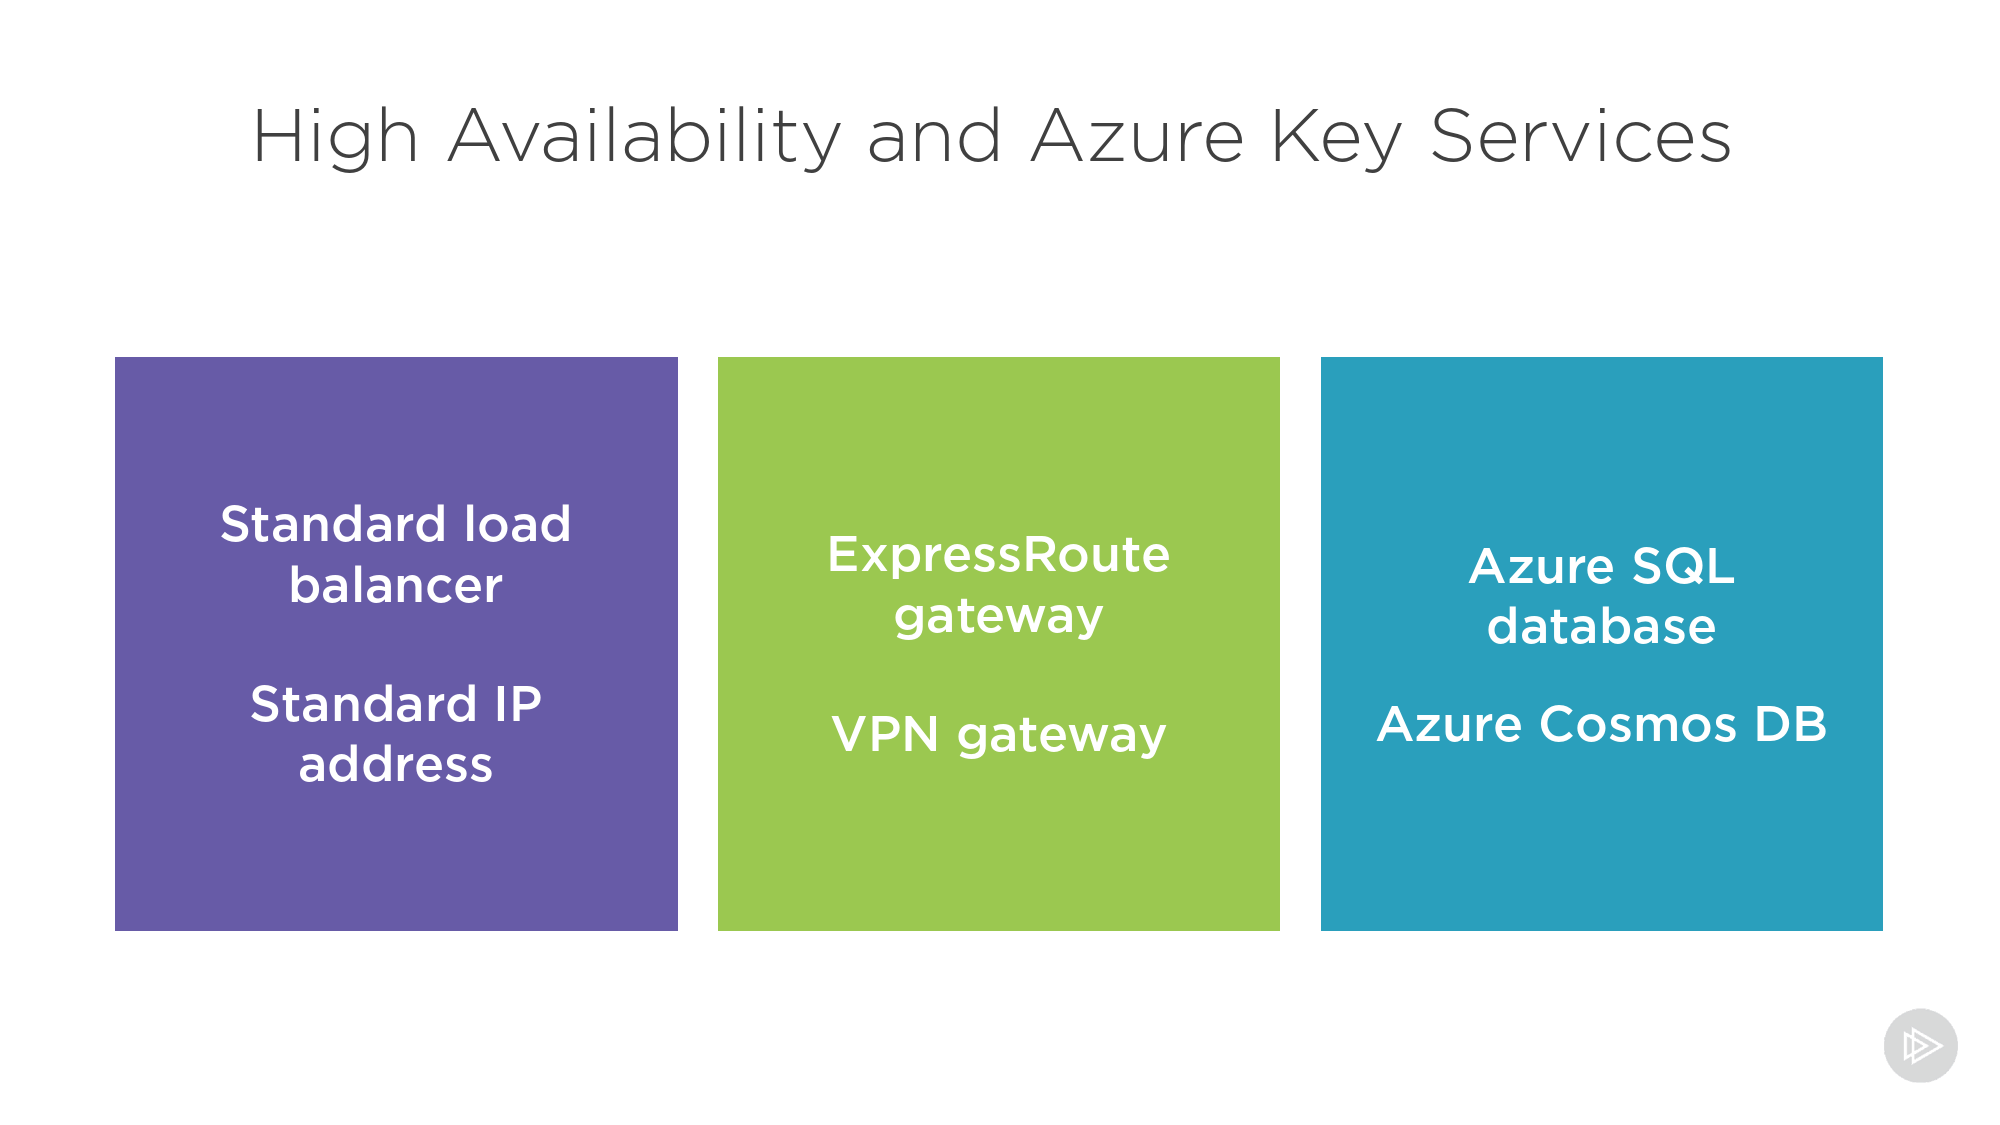 High Availability and Azure Key Services
Standard load
balancer
Standard IP
address
ExpressRoute
gateway
VPN gateway
Azure SQL
database
Azure Cosmos DB